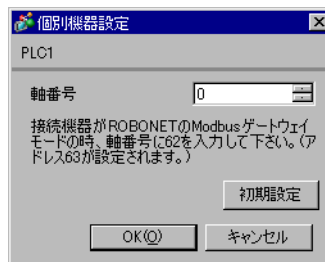 個別機器設定
PLC1
軸番号 0
接続機器がROBONETのModbusゲートウェイ
モードの時、軸番号に62を入力して下さい。(ア
ドレス63が設定されます。)
初期設定
OK(O) キャンセル